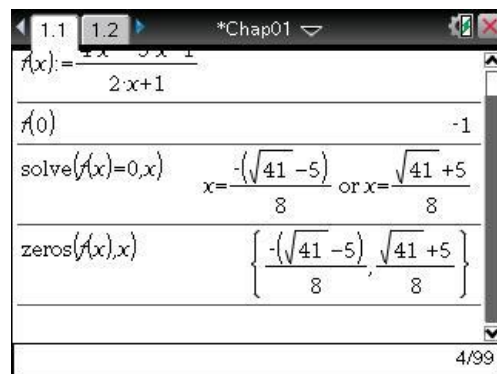 1.1 1.2 *Chap01
f(x):=
2·x+1
f(0) -1
solve(f(x)=0,x) x=-(√41-5)/8 or x=(√41+5)/8
zeros(f(x),x) {-(√41-5)/8,(√41+5)/8}
4/99